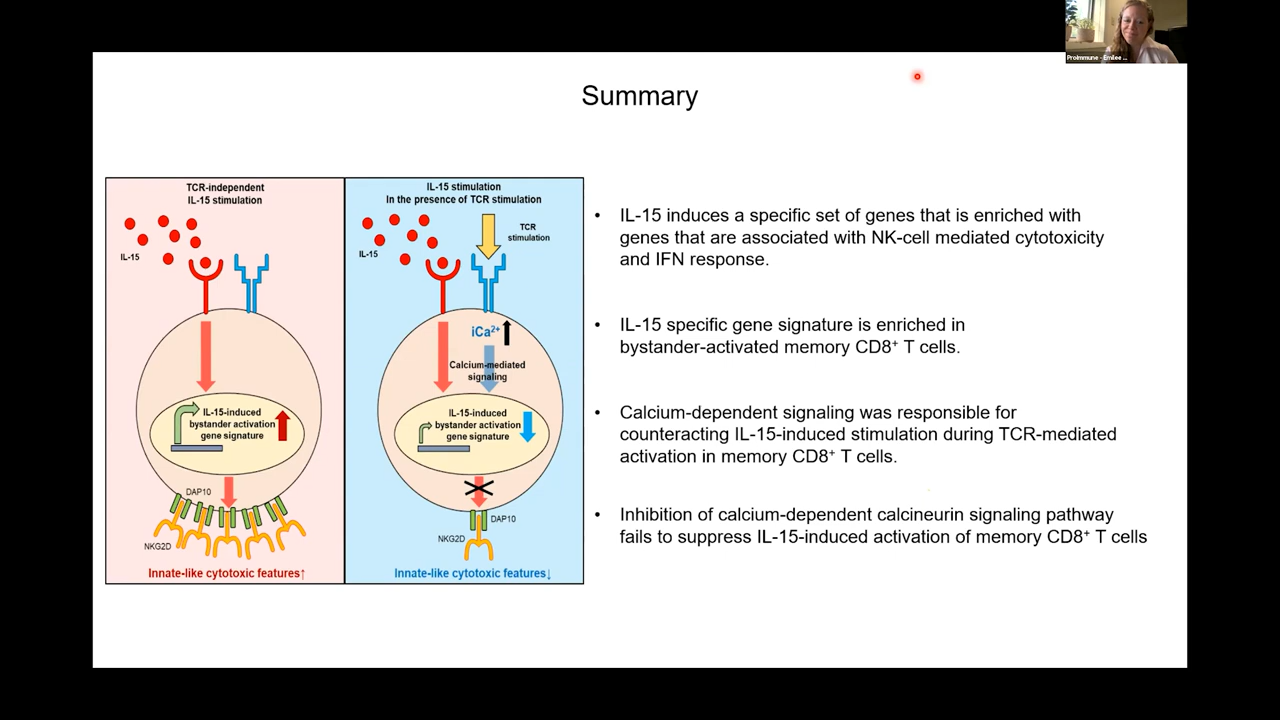 ProImmune - Emilee ...
Summary
TCR-independent
IL-15 stimulation
IL-15
IL-15-induced
bystander activation
gene signature
DAP10
NKG2D
Innate-like cytotoxic features↑
IL-15 stimulation
In the presence of TCR stimulation
TCR
stimulation
IL-15
iCa²⁺
Calcium-mediated
signaling
IL-15-induced
bystander activation
gene signature
DAP10
NKG2D
Innate-like cytotoxic features↓
• IL-15 induces a specific set of genes that is enriched with
genes that are associated with NK-cell mediated cytotoxicity
and IFN response.
• IL-15 specific gene signature is enriched in
bystander-activated memory CD8⁺ T cells.
• Calcium-dependent signaling was responsible for
counteracting IL-15-induced stimulation during TCR-mediated
activation in memory CD8⁺ T cells.
• Inhibition of calcium-dependent calcineurin signaling pathway
fails to suppress IL-15-induced activation of memory CD8⁺ T cells